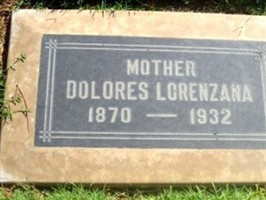 MOTHER
DOLORES LORENZANA
1870 — 1932